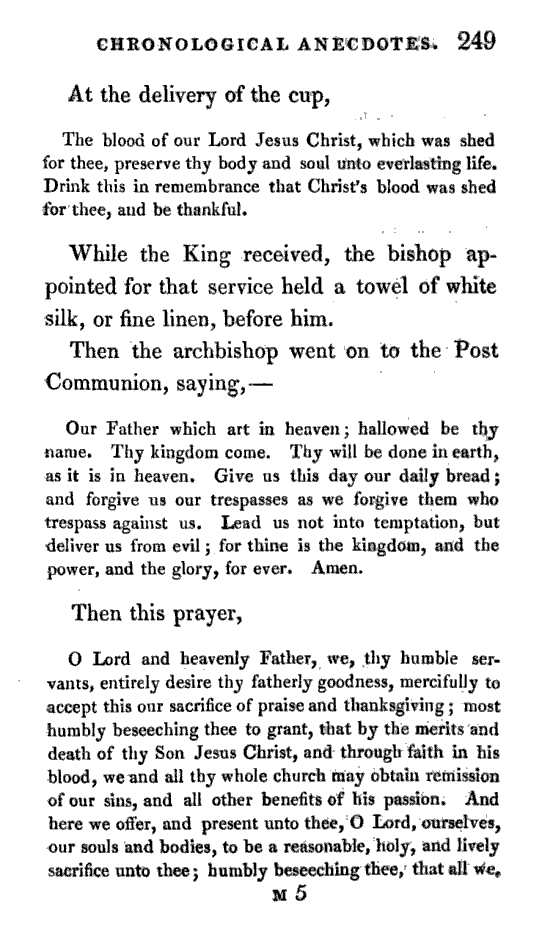 CHRONOLOGICAL ANECDOTES. 249
At the delivery of the cup,
The blood of our Lord Jesus Christ, which was shed
for thee, preserve thy body and soul unto everlasting life.
Drink this in remembrance that Christ's blood was shed
for thee, and be thankful.
While the King received, the bishop ap-
pointed for that service held a towel of white
silk, or fine linen, before him.
Then the archbishop went on to the Post
Communion, saying,—
Our Father which art in heaven; hallowed be thy
name. Thy kingdom come. Thy will be done in earth,
as it is in heaven. Give us this day our daily bread;
and forgive us our trespasses as we forgive them who
trespass against us. Lead us not into temptation, but
deliver us from evil; for thine is the kingdom, and the
power, and the glory, for ever. Amen.
Then this prayer,
O Lord and heavenly Father, we, thy humble ser-
vants, entirely desire thy fatherly goodness, mercifully to
accept this our sacrifice of praise and thanksgiving; most
humbly beseeching thee to grant, that by the merits and
death of thy Son Jesus Christ, and through faith in his
blood, we and all thy whole church may obtain remission
of our sins, and all other benefits of his passion. And
here we offer, and present unto thee, O Lord, ourselves,
our souls and bodies, to be a reasonable, holy, and lively
sacrifice unto thee; humbly beseeching thee, that all we,
M 5